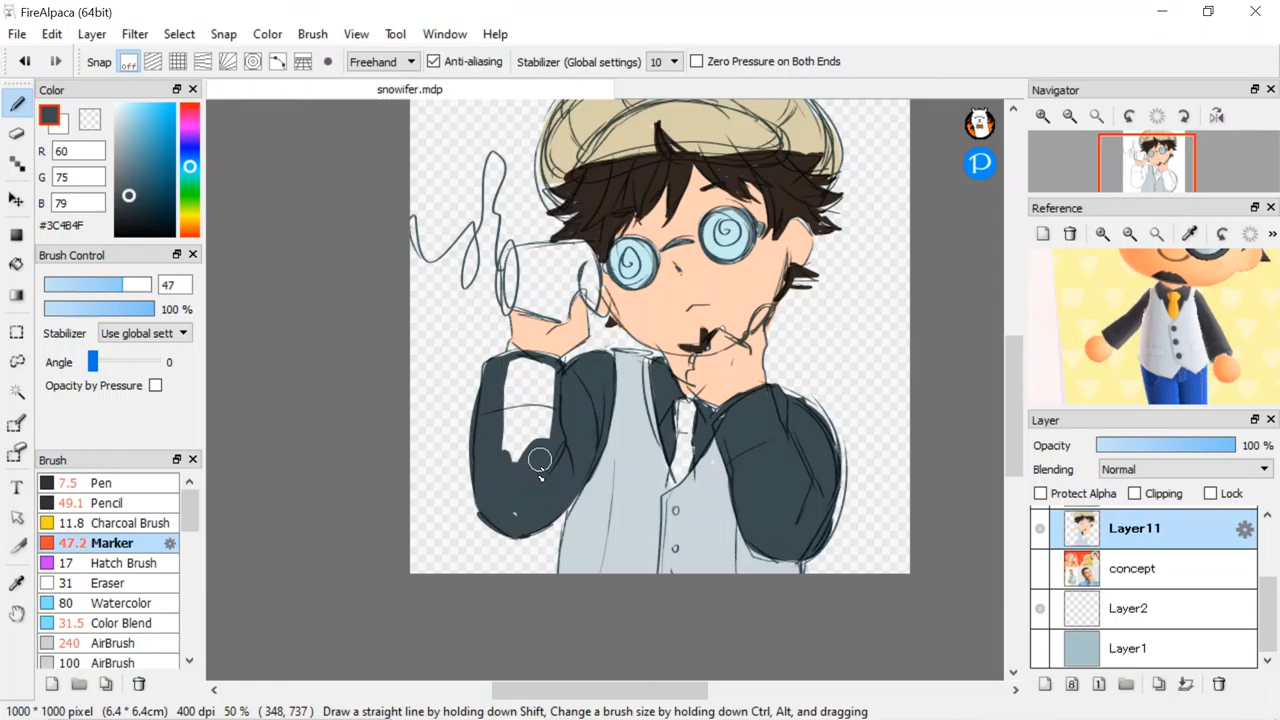 FireAlpaca (64bit)
File Edit Layer Filter Select Snap Color Brush View Tool Window Help
Snap off Freehand Anti-aliasing Stabilizer (Global settings) 10 Zero Pressure on Both Ends
Color
snowifer.mdp
Navigator
R 60
G 75
B 79
#3C4B4F
Reference
Brush Control
47
100 %
Stabilizer Use global sett
Angle 0
Opacity by Pressure
Layer
Opacity 100 %
Blending Normal
Protect Alpha Clipping Lock
Brush
7.5 Pen
49.1 Pencil
11.8 Charcoal Brush
47.2 Marker
17 Hatch Brush
31 Eraser
80 Watercolor
31.5 Color Blend
240 AirBrush
100 AirBrush
Layer11
concept
Layer2
Layer1
8
1
P
1000 * 1000 pixel (6.4 * 6.4cm) 400 dpi 50 % ( 348, 737 ) Draw a straight line by holding down Shift, Change a brush size by holding down Ctrl, Alt, and dragging